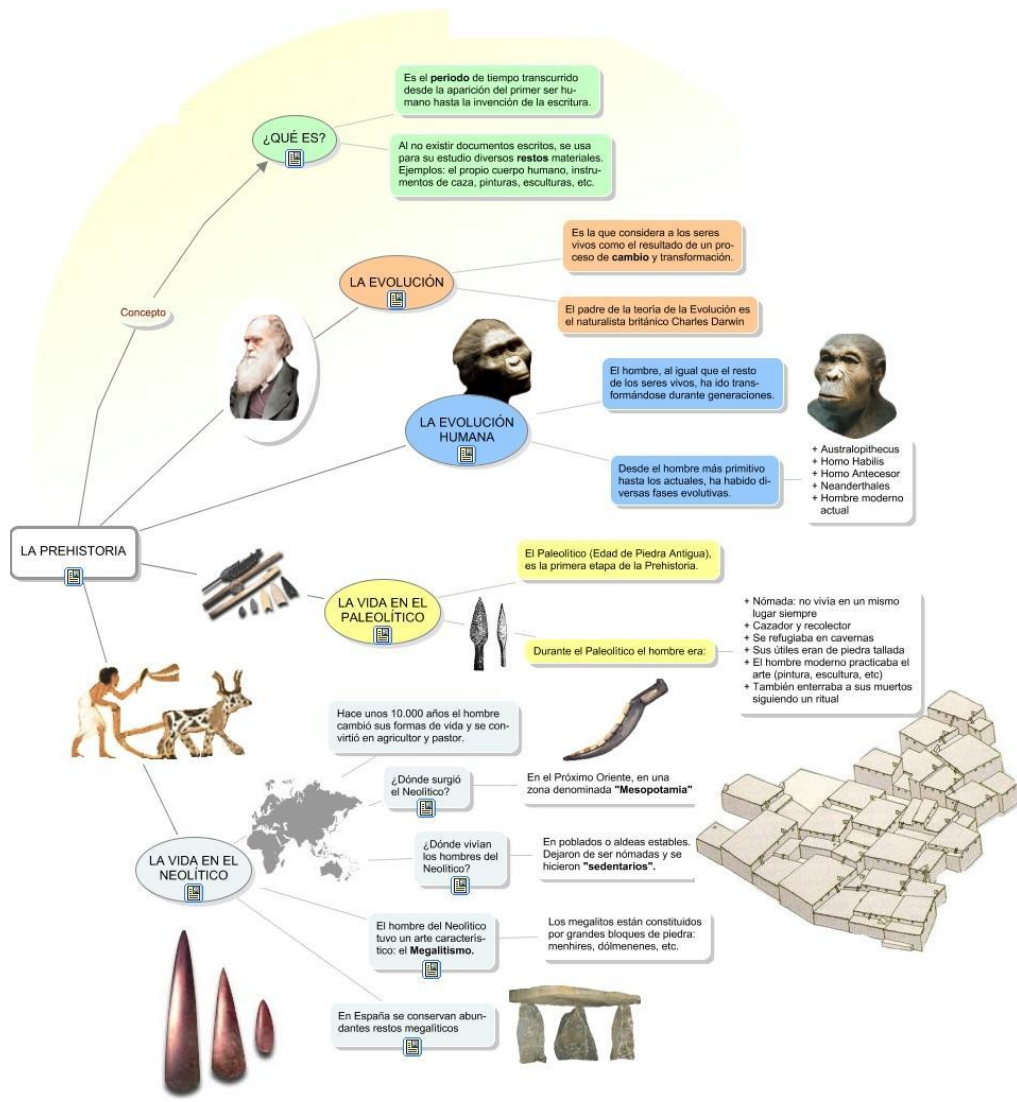 Es el periodo de tiempo transcurrido
desde la aparición del primer ser hu-
mano hasta la invención de la escritura.
¿QUÉ ES?
Al no existir documentos escritos, se usa
para su estudio diversos restos materiales.
Ejemplos: el propio cuerpo humano, instru-
mentos de caza, pinturas, esculturas, etc.
Concepto
Es la que considera a los seres
vivos como el resultado de un pro-
ceso de cambio y transformación.
LA EVOLUCIÓN
El padre de la teoría de la Evolución es
el naturalista británico Charles Darwin
El hombre, al igual que el resto
de los seres vivos, ha ido trans-
formándose durante generaciones.
LA EVOLUCIÓN
HUMANA
Desde el hombre más primitivo
hasta los actuales, ha habido di-
versas fases evolutivas.
+ Australopithecus
+ Homo Habilis
+ Homo Antecesor
+ Neanderthales
+ Hombre moderno
actual
LA PREHISTORIA
El Paleolítico (Edad de Piedra Antigua),
es la primera etapa de la Prehistoria.
LA VIDA EN EL
PALEOLÍTICO
Durante el Paleolítico el hombre era:
+ Nómada: no vivía en un mismo
lugar siempre
+ Cazador y recolector
+ Se refugiaba en cavernas
+ Sus útiles eran de piedra tallada
+ El hombre moderno practicaba el
arte (pintura, escultura, etc)
+ También enterraba a sus muertos
siguiendo un ritual
Hace unos 10.000 años el hombre
cambió sus formas de vida y se con-
virtió en agricultor y pastor.
¿Dónde surgió
el Neolítico?
En el Próximo Oriente, en una
zona denominada "Mesopotamia"
LA VIDA EN EL
NEOLÍTICO
¿Dónde vivían
los hombres del
Neolítico?
En poblados o aldeas estables.
Dejaron de ser nómadas y se
hicieron "sedentarios".
El hombre del Neolítico
tuvo un arte caracterís-
tico: el Megalitismo.
Los megalitos están constituidos
por grandes bloques de piedra:
menhires, dólmenenes, etc.
En España se conservan abun-
dantes restos megalíticos